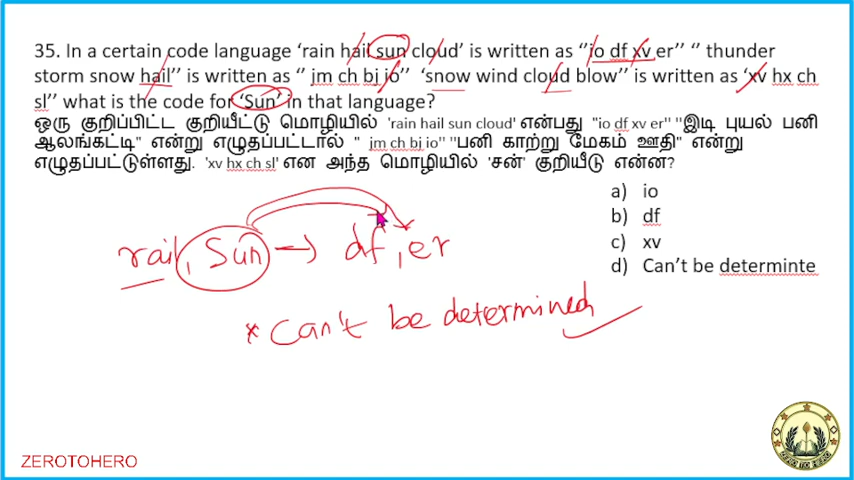 35. In a certain code language ‘rain hail sun cloud’ is written as ‘‘io df xv er’’ ‘‘ thunder
storm snow hail’’ is written as ‘‘ jm ch bj io’’ ‘snow wind cloud blow’’ is written as ‘xv hx ch
sl’’ what is the code for ‘Sun’ in that language?
ஒரு குறிப்பிட்ட குறியீட்டு மொழியில் 'rain hail sun cloud' என்பது "io df xv er" "இடி புயல் பனி
ஆலங்கட்டி" என்று எழுதப்பட்டால் " jm ch bj io" "பனி காற்று மேகம் ஊதி" என்று
எழுதப்பட்டுள்ளது. 'xv hx ch sl' என அந்த மொழியில் 'சன்' குறியீடு என்ன?
a) io
b) df
c) xv
d) Can’t be determinte
rail, Sun → df, er
* Can't be determined
ZEROTOHERO